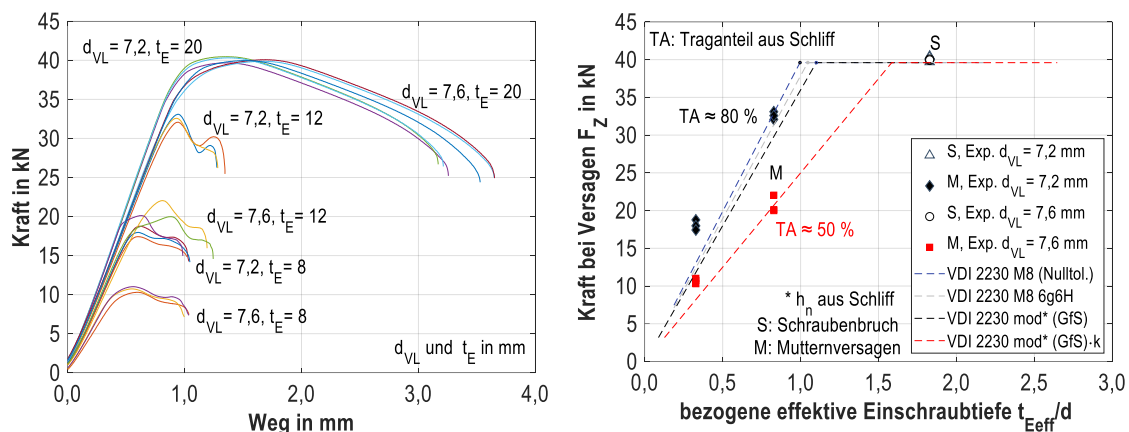 45
40
35
30
25
20
15
10
5
0
Kraft in kN
d_VL = 7,2, t_E = 20
d_VL = 7,6, t_E = 20
d_VL = 7,2, t_E = 12
d_VL = 7,6, t_E = 12
d_VL = 7,2, t_E = 8
d_VL = 7,6, t_E = 8
d_VL und t_E in mm
0,0 1,0 2,0 3,0 4,0
Weg in mm
45
40
35
30
25
20
15
10
5
0
Kraft bei Versagen F_Z in kN
TA: Traganteil aus Schliff
S
TA ≈ 80 %
M
TA ≈ 50 %
* h_n aus Schliff
S: Schraubenbruch
M: Mutternversagen
S, Exp. d_VL = 7,2 mm
M, Exp. d_VL = 7,2 mm
S, Exp. d_VL = 7,6 mm
M, Exp. d_VL = 7,6 mm
VDI 2230 M8 (Nulltol.)
VDI 2230 M8 6g6H
VDI 2230 mod* (GfS)
VDI 2230 mod* (GfS)·k
0,0 0,5 1,0 1,5 2,0 2,5 3,0
bezogene effektive Einschraubtiefe t_Eeff/d